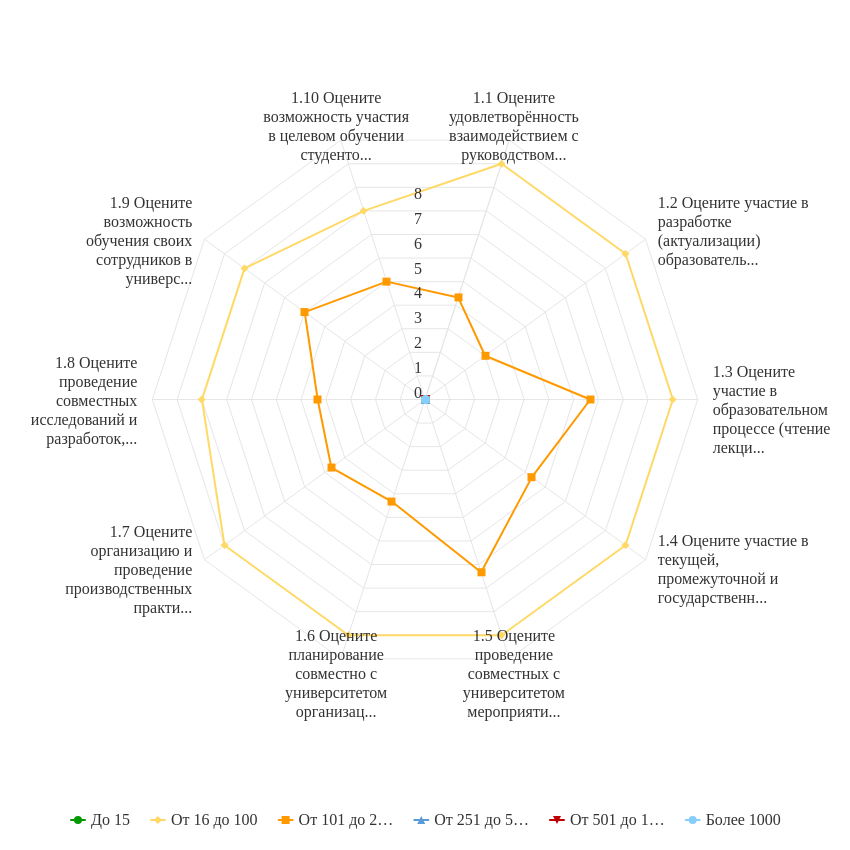 1.10 Оцените
возможность участия
в целевом обучении
студенто...
1.1 Оцените
удовлетворённость
взаимодействием с
руководством...
1.9 Оцените
возможность
обучения своих
сотрудников в
универс...
1.2 Оцените участие в
разработке
(актуализации)
образователь...
8
7
6
5
4
3
2
1
0
1.8 Оцените
проведение
совместных
исследований и
разработок,...
1.3 Оцените
участие в
образовательном
процессе (чтение
лекци...
1.7 Оцените
организацию и
проведение
производственных
практи...
1.4 Оцените участие в
текущей,
промежуточной и
государственн...
1.6 Оцените
планирование
совместно с
университетом
организац...
1.5 Оцените
проведение
совместных с
университетом
мероприяти...
До 15 От 16 до 100 От 101 до 2… От 251 до 5… От 501 до 1… Более 1000